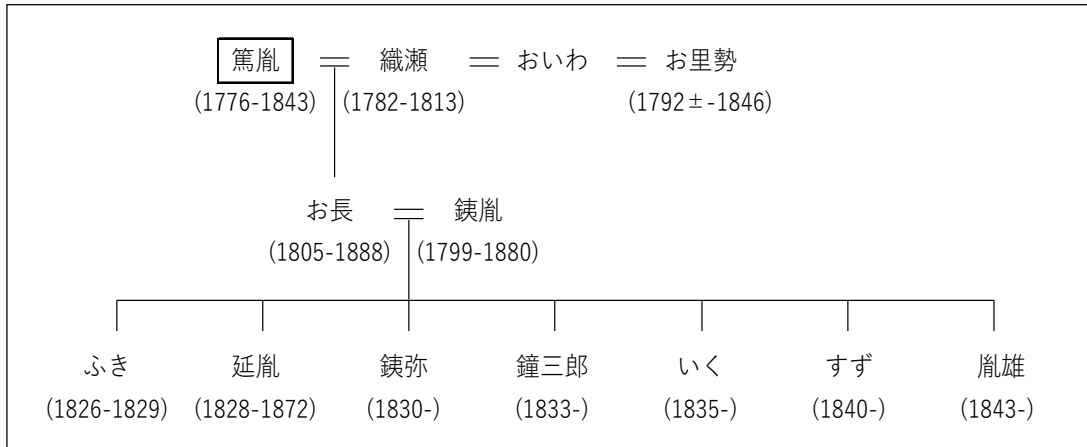 篤胤 織瀬 おいわ お里勢
(1776-1843) (1782-1813) (1792±-1846)
お長 銕胤
(1805-1888) (1799-1880)
ふき 延胤 銕弥 鐘三郎 いく すず 胤雄
(1826-1829) (1828-1872) (1830-) (1833-) (1835-) (1840-) (1843-)